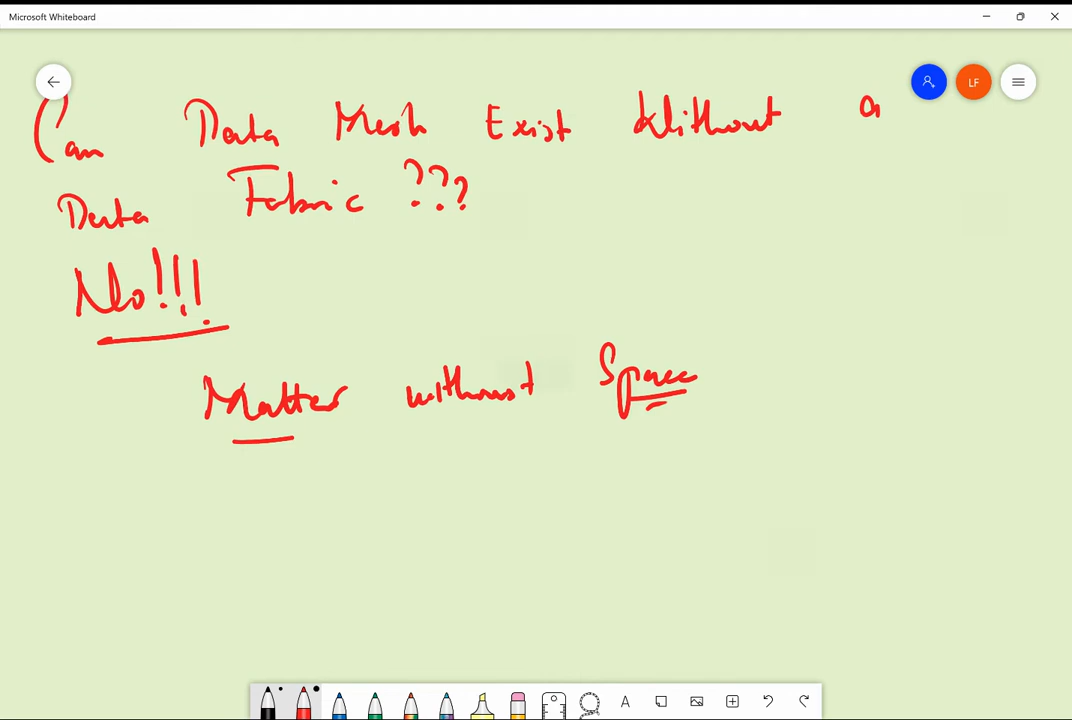 Microsoft Whiteboard
LF
Can Data Mesh Exist Without a
Data Fabric ???
No!!!
Matter without Space
A